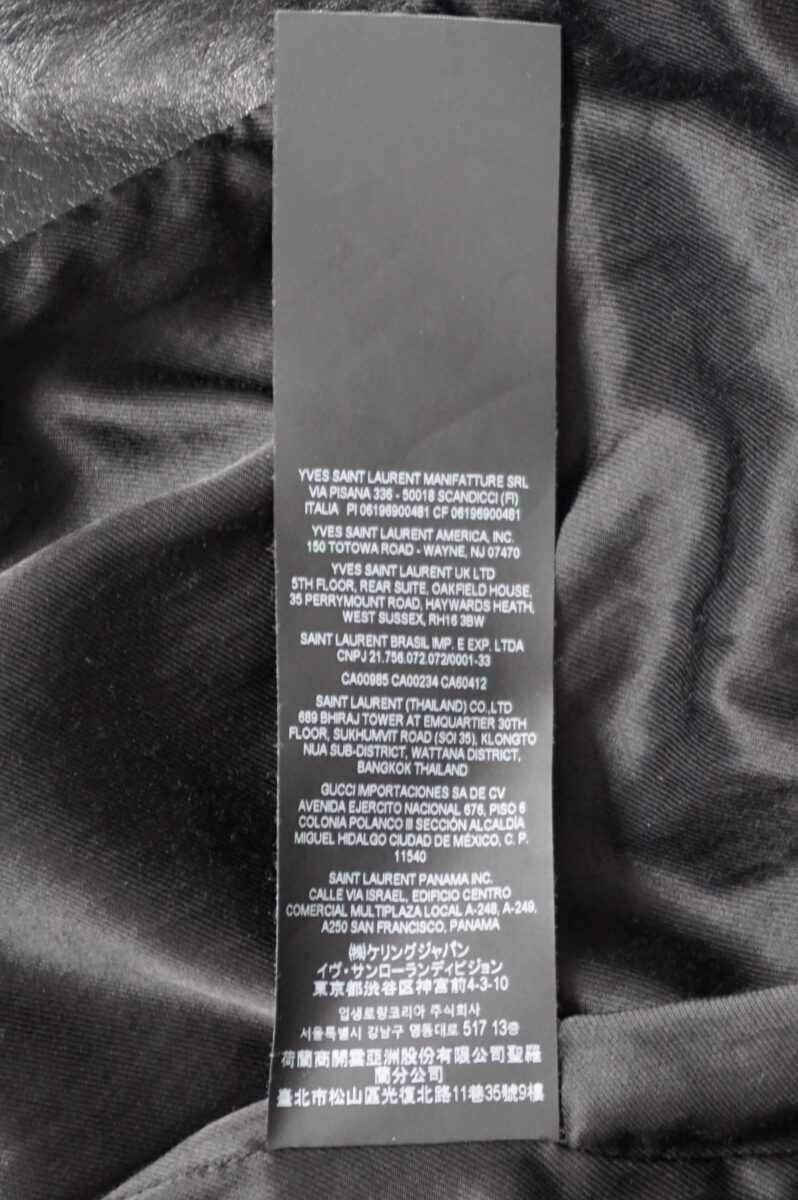 YVES SAINT LAURENT MANIFATTURE SRL
VIA PISANA 336 - 50018 SCANDICCI (FI)
ITALIA PI 06196900481 CF 06196900481
YVES SAINT LAURENT AMERICA, INC.
150 TOTOWA ROAD - WAYNE, NJ 07470
YVES SAINT LAURENT UK LTD
5TH FLOOR, REAR SUITE, OAKFIELD HOUSE,
35 PERRYMOUNT ROAD, HAYWARDS HEATH,
WEST SUSSEX, RH16 3BW
SAINT LAURENT BRASIL IMP. E EXP. LTDA
CNPJ 21.756.072.072/0001-33
CA00985 CA00234 CA60412
SAINT LAURENT (THAILAND) CO.,LTD
689 BHIRAJ TOWER AT EMQUARTIER 30TH
FLOOR, SUKHUMVIT ROAD (SOI 35), KLONGTO
NUA SUB-DISTRICT, WATTANA DISTRICT,
BANGKOK THAILAND
GUCCI IMPORTACIONES SA DE CV
AVENIDA EJERCITO NACIONAL 676, PISO 6
COLONIA POLANCO III SECCIÓN ALCALDÍA
MIGUEL HIDALGO CIUDAD DE MÉXICO, C. P.
11540
SAINT LAURENT PANAMA INC.
CALLE VIA ISRAEL, EDIFICIO CENTRO
COMERCIAL MULTIPLAZA LOCAL A-248, A-249,
A250 SAN FRANCISCO, PANAMA
㈱ケリングジャパン
イヴ・サンローランディビジョン
東京都渋谷区神宮前4-3-10
입생로랑코리아 주식회사
서울특별시 강남구 영동대로 517 13층
荷蘭商開雲亞洲股份有限公司聖羅
蘭分公司
臺北市松山區光復北路11巷35號9樓